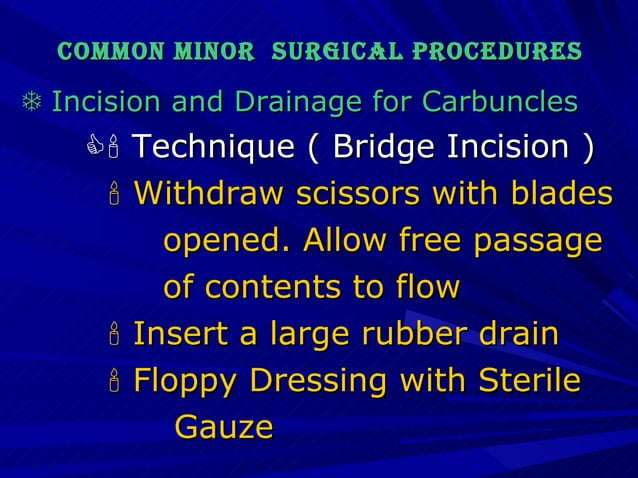 COMMON MINOR SURGICAL PROCEDURES
Incision and Drainage for Carbuncles
Technique ( Bridge Incision )
Withdraw scissors with blades
opened. Allow free passage
of contents to flow
Insert a large rubber drain
Floppy Dressing with Sterile
Gauze